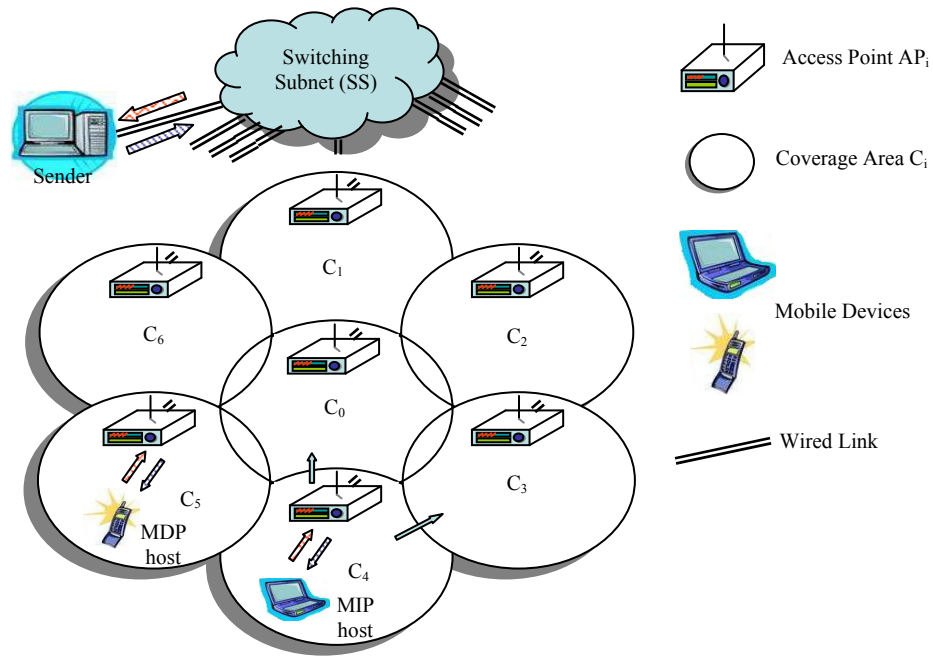 Switching
Subnet (SS)
Sender
C₁
C₆
C₂
C₀
C₅
C₃
C₄
MDP
host
MIP
host
Access Point APᵢ
Coverage Area Cᵢ
Mobile Devices
Wired Link